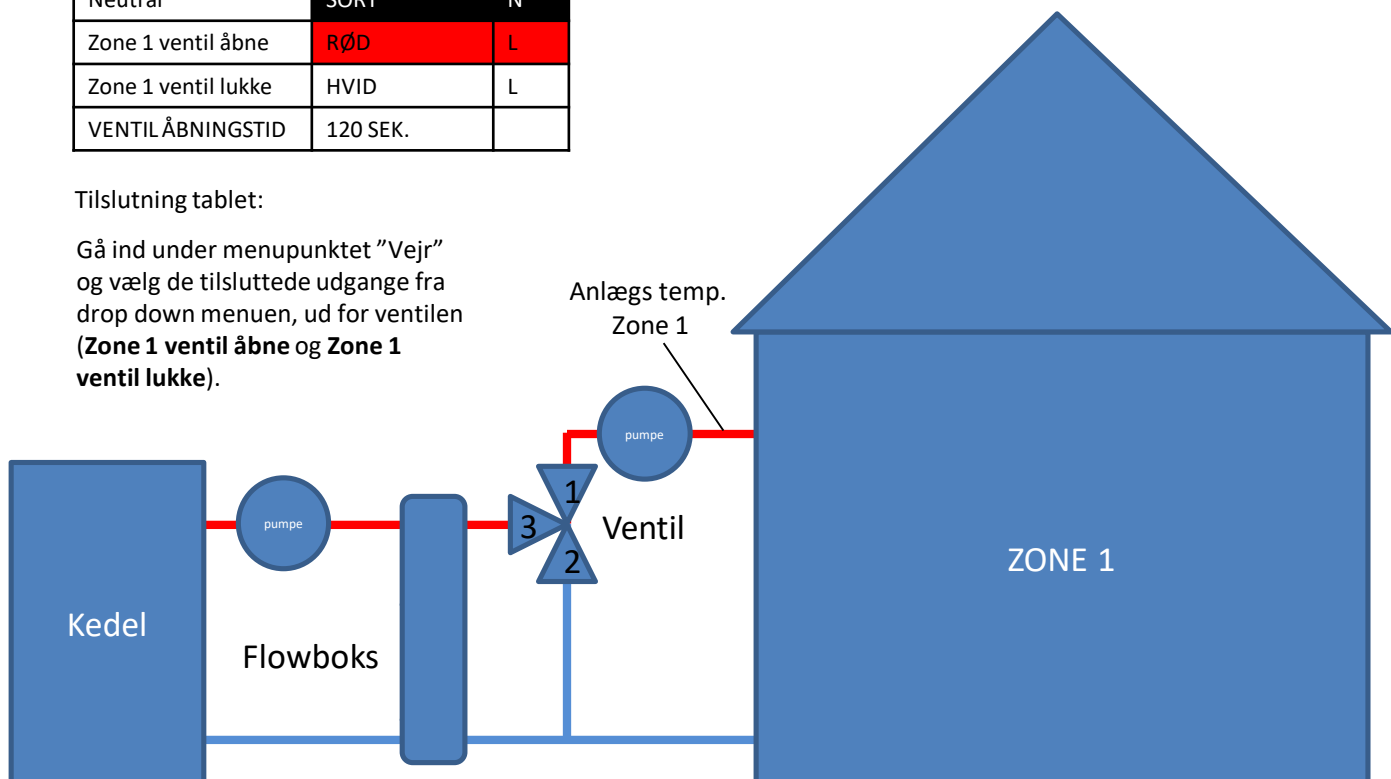 Neutral SORT N
Zone 1 ventil åbne RØD L
Zone 1 ventil lukke HVID L
VENTIL ÅBNINGSTID 120 SEK.
Tilslutning tablet:
Gå ind under menupunktet ”Vejr”
og vælg de tilsluttede udgange fra
drop down menuen, ud for ventilen
(Zone 1 ventil åbne og Zone 1
ventil lukke).
Anlægs temp.
Zone 1
pumpe
pumpe
1
3
2
Ventil
ZONE 1
Kedel
Flowboks